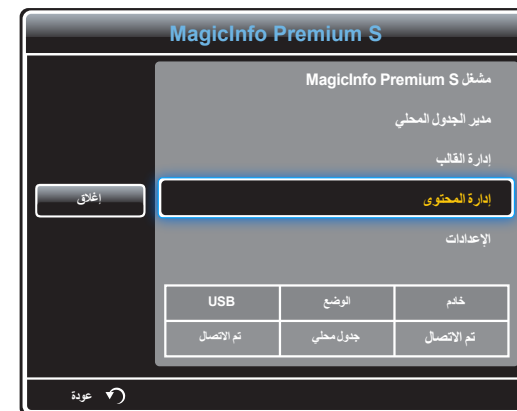 MagicInfo Premium S
مشغل MagicInfo Premium S
مدير الجدول المحلي
إدارة القالب
إدارة المحتوى
إغلاق
الإعدادات
خادم الوضع USB
تم الاتصال جدول محلي تم الاتصال
عودة